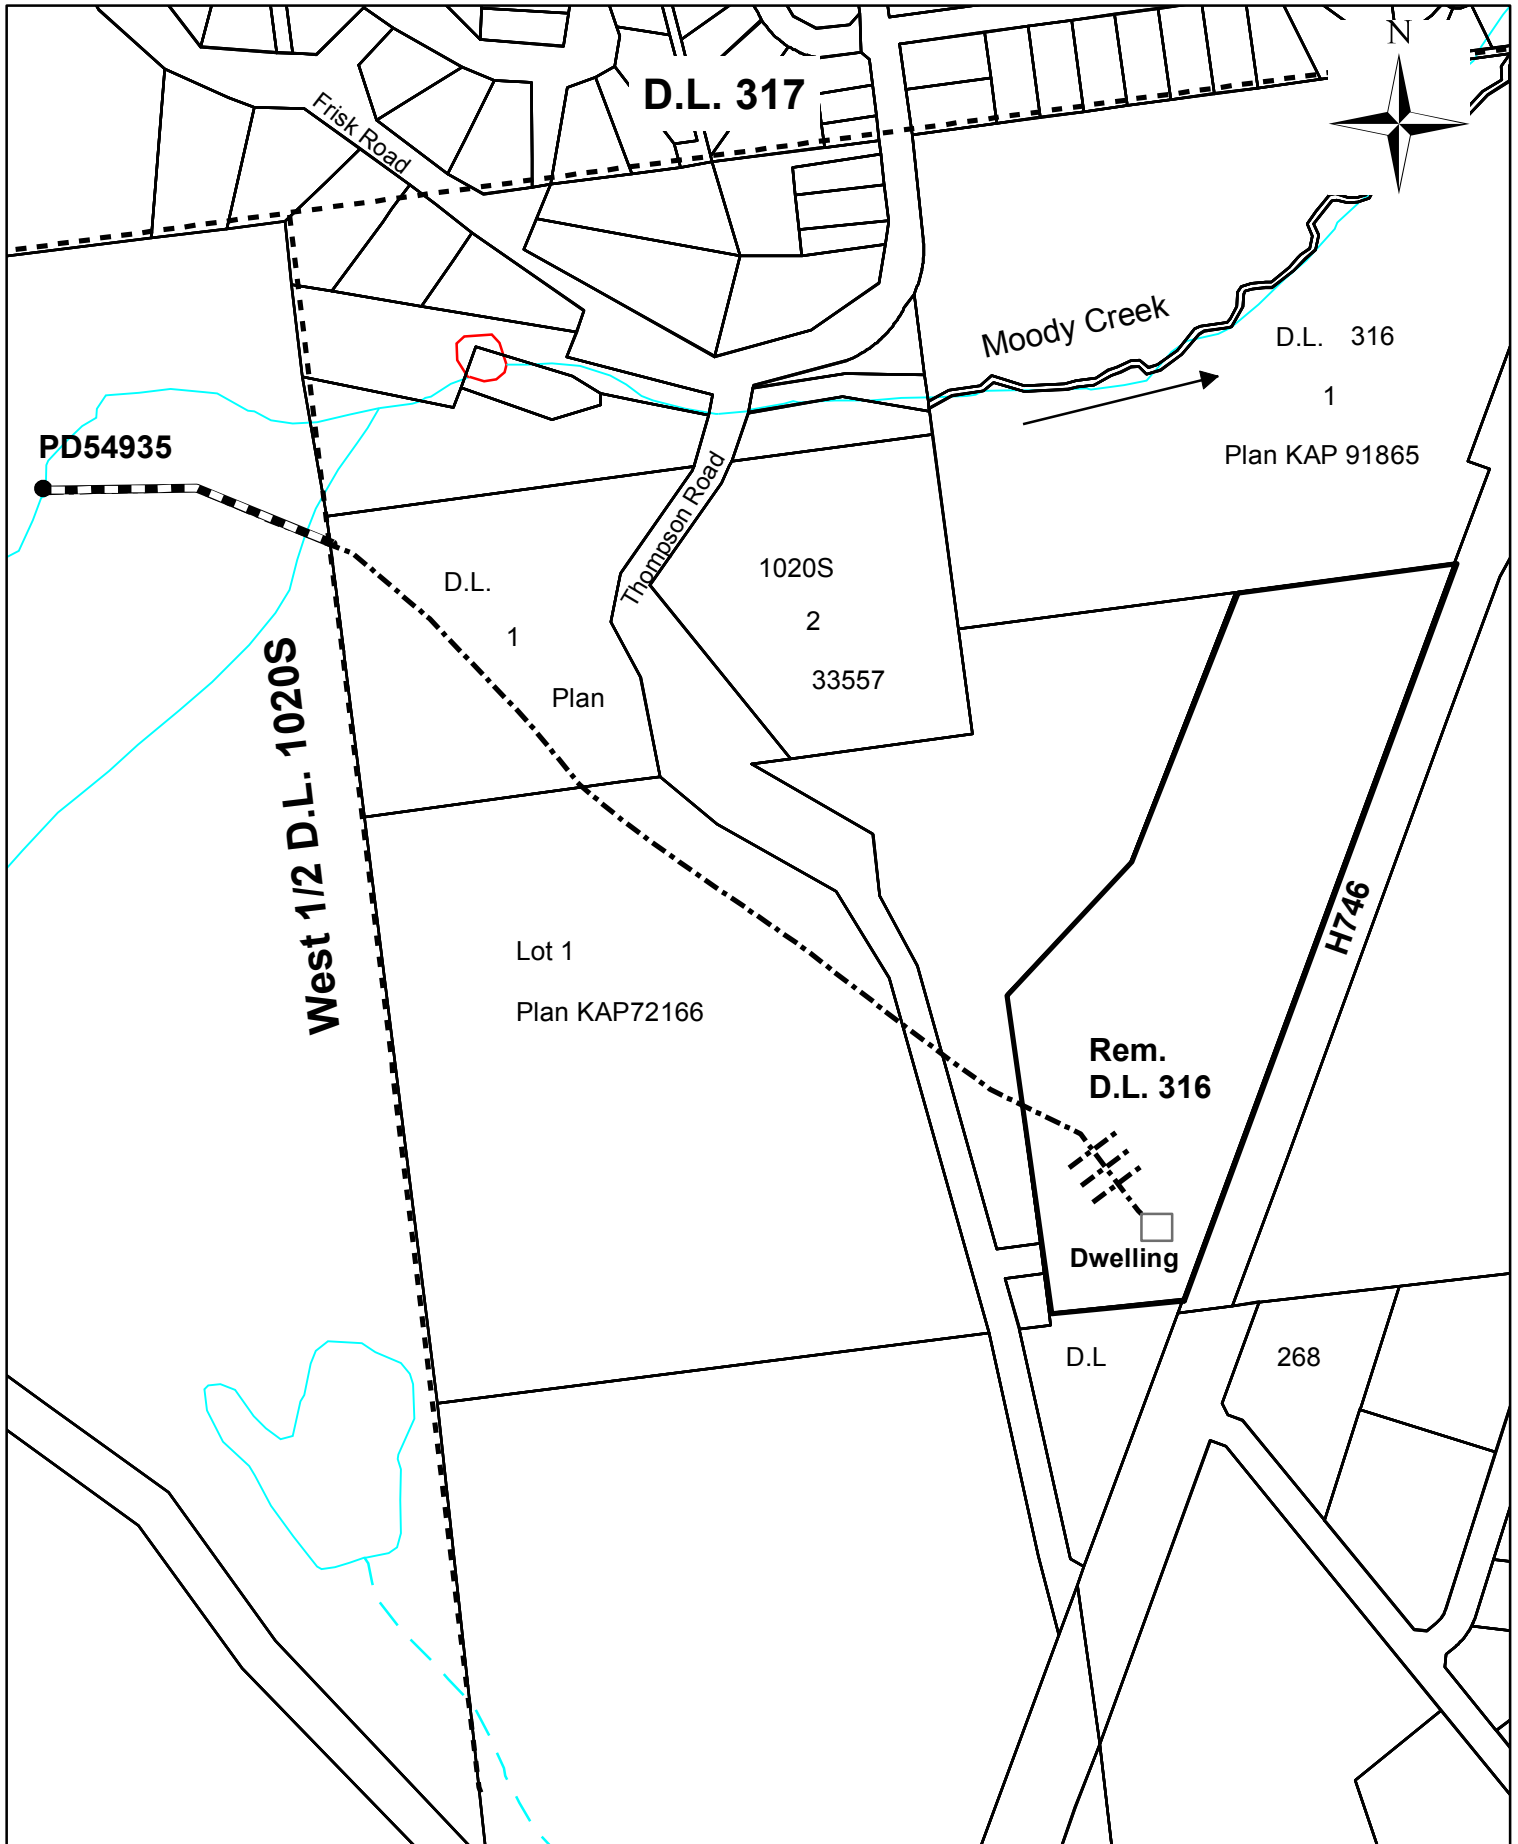 N
D.L. 317
Frisk Road
Moody Creek
D.L. 316
1
Plan KAP 91865
PD54935
Thompson Road
D.L.
1
Plan
1020S
2
33557
West 1/2 D.L. 1020S
H746
Lot 1
Plan KAP72166
Rem.
D.L. 316
Dwelling
D.L
268